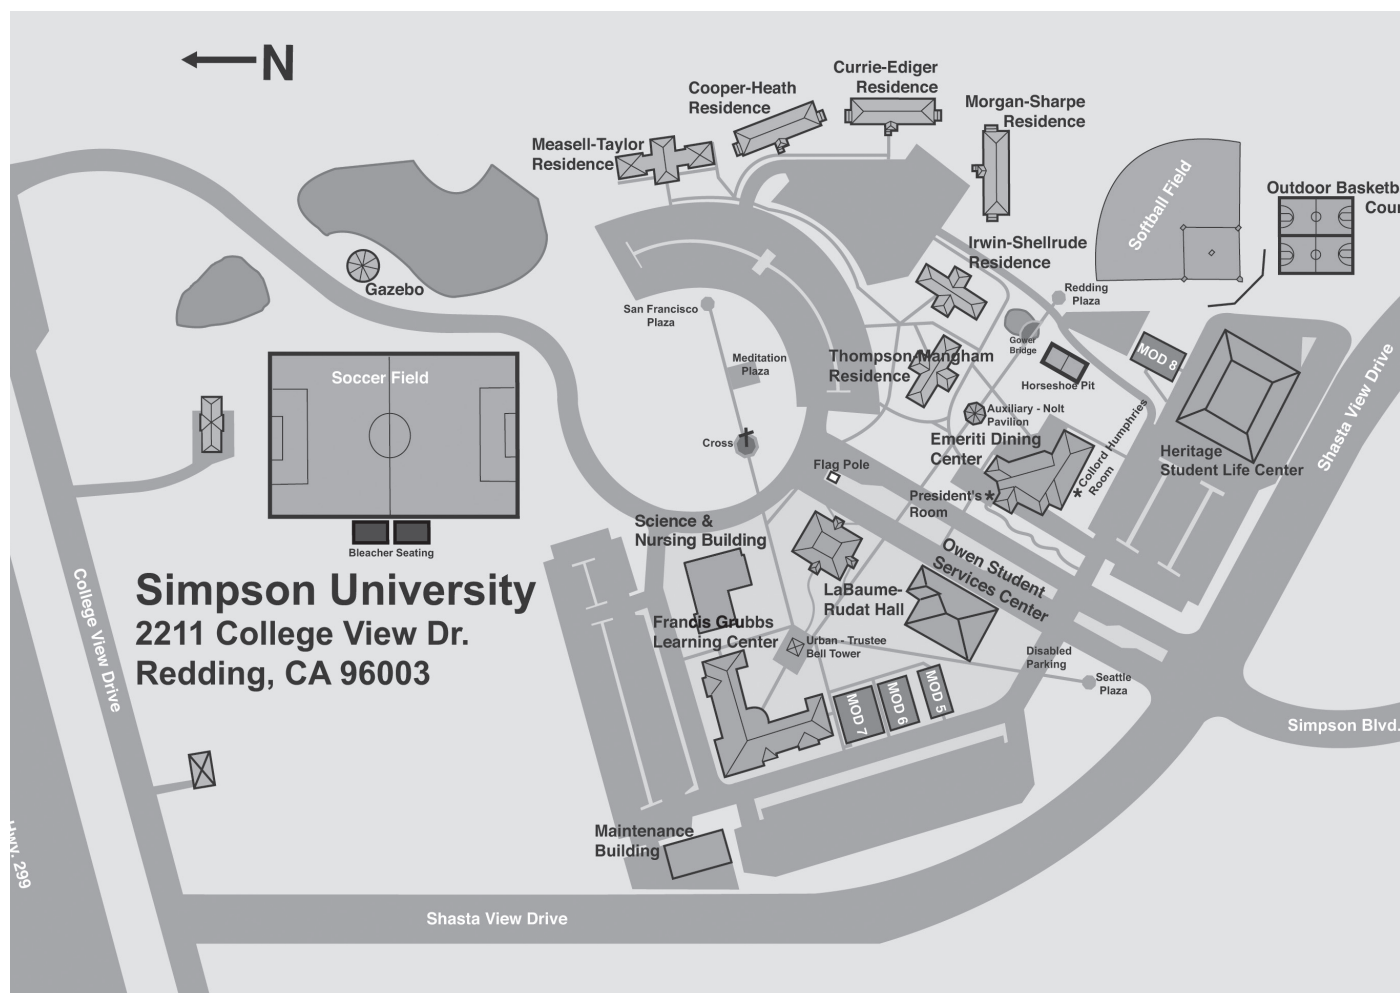 N
Currie-Ediger
Residence
Cooper-Heath
Residence
Morgan-Sharpe
Residence
Measell-Taylor
Residence
Softball Field
Outdoor Basketb
Cour
Irwin-Shellrude
Residence
Gazebo
Redding
Plaza
San Francisco
Plaza
Gower
Bridge
Thompson-Mangham
Residence
Meditation
Plaza
MOD 8
Horseshoe Pit
Soccer Field
Shasta View Drive
Auxiliary - Nolt
Pavilion
Collord Humphries
Room
Emeriti Dining
Center
Cross
Heritage
Student Life Center
Flag Pole
President's
Room
Science &
Nursing Building
Bleacher Seating
Owen Student
Services Center
Simpson University
2211 College View Dr.
Redding, CA 96003
College View Drive
LaBaume-
Rudat Hall
Francis Grubbs
Learning Center
Urban - Trustee
Bell Tower
Disabled
Parking
Seattle
Plaza
MOD 7
MOD 6
MOD 5
Simpson Blvd.
Maintenance
Building
Hwy. 299
Shasta View Drive